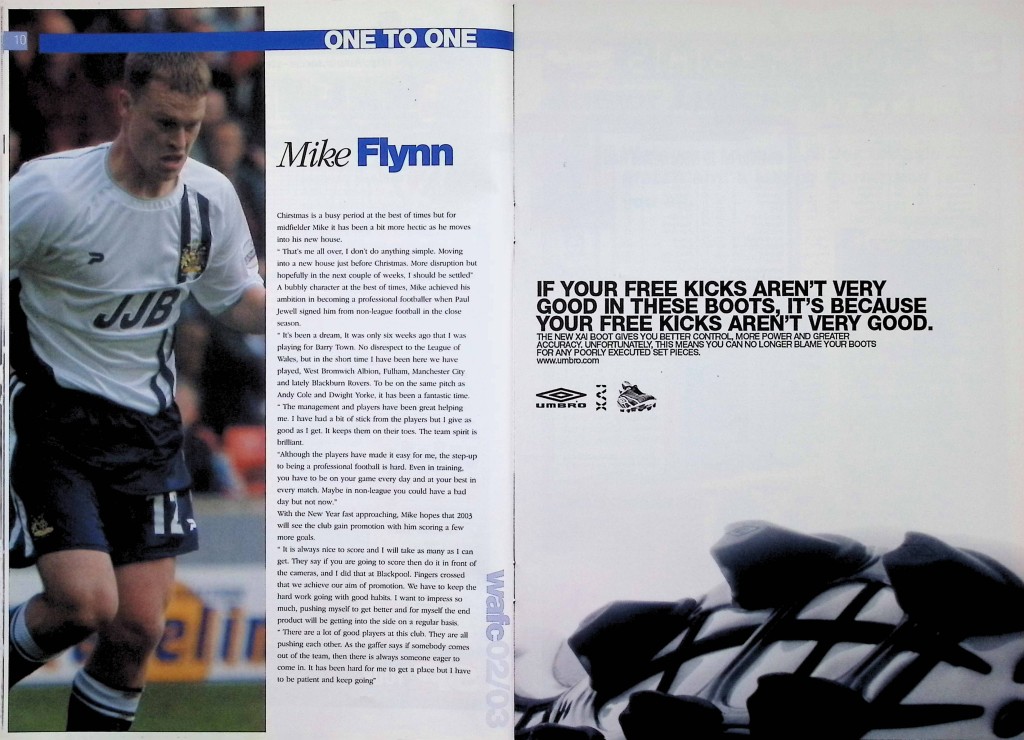 10
ONE TO ONE
Mike Flynn
Chirstmas is a busy period at the best of times but for
midfielder Mike it has been a bit more hectic as he moves
into his new house.
" That's me all over, I don't do anything simple. Moving
into a new house just before Christmas. More disruption but
hopefully in the next couple of weeks, I should be settled"
A bubbly character at the best of times, Mike achieved his
ambition in becoming a professional footballer when Paul
Jewell signed him from non-league football in the close
season.
" It's been a dream, It was only six weeks ago that I was
playing for Barry Town. No disrespect to the League of
Wales, but in the short time I have been here we have
played, West Bromwich Albion, Fulham, Manchester City
and lately Blackburn Rovers. To be on the same pitch as
Andy Cole and Dwight Yorke, it has been a fantastic time.
" The management and players have been great helping
me. I have had a bit of stick from the players but I give as
good as I get. It keeps them on their toes. The team spirit is
brilliant.
"Although the players have made it easy for me, the step-up
to being a professional football is hard. Even in training,
you have to be on your game every day and at your best in
every match. Maybe in non-league you could have a bad
day but not now."
With the New Year fast approaching, Mike hopes that 2003
will see the club gain promotion with him scoring a few
more goals.
" It is always nice to score and I will take as many as I can
get. They say if you are going to score then do it in front of
the cameras, and I did that at Blackpool. Fingers crossed
that we achieve our aim of promotion. We have to keep the
hard work going with good habits. I want to impress so
much, pushing myself to get better and for myself the end
product will be getting into the side on a regular basis.
" There are a lot of good players at this club. They are all
pushing each other. As the gaffer says if somebody comes
out of the team, then there is always someone eager to
come in. It has been hard for me to get a place but I have
to be patient and keep going"
wafc02/03
JJB
12
elin
IF YOUR FREE KICKS AREN'T VERY
GOOD IN THESE BOOTS, IT'S BECAUSE
YOUR FREE KICKS AREN'T VERY GOOD.
THE NEW XAI BOOT GIVES YOU BETTER CONTROL, MORE POWER AND GREATER
ACCURACY. UNFORTUNATELY, THIS MEANS YOU CAN NO LONGER BLAME YOUR BOOTS
FOR ANY POORLY EXECUTED SET PIECES.
www.umbro.com
UMBRO